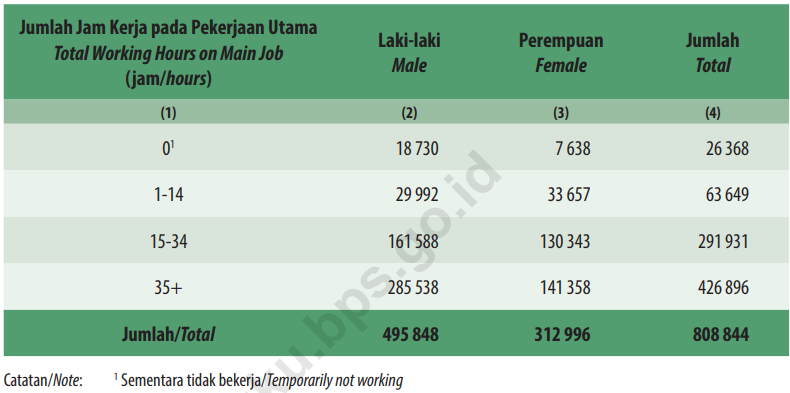 Jumlah Jam Kerja pada Pekerjaan Utama
Total Working Hours on Main Job
(jam/hours)
Laki-laki
Male
Perempuan
Female
Jumlah
Total
(1) (2) (3) (4)
0¹ 18 730 7 638 26 368
1-14 29 992 33 657 63 649
15-34 161 588 130 343 291 931
35+ 285 538 141 358 426 896
Jumlah/Total 495 848 312 996 808 844
Catatan/Note: ¹ Sementara tidak bekerja/Temporarily not working
ku.bps.go.id